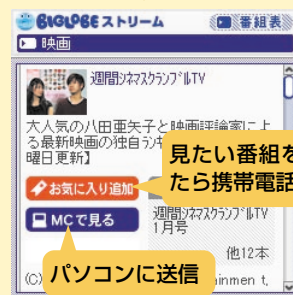 BIGLOBEストリーム 番組表
映画
週間シネマスクランブルTV
大人気の八田亜矢子と映画評論家によ
る最新映画の独自ランキ
曜日更新】
見たい番組を
たら携帯電話
お気に入り追加
MCで見る
週間シネマスクランブルTV
1月号
他12本
パソコンに送信
(C)
inmen t,